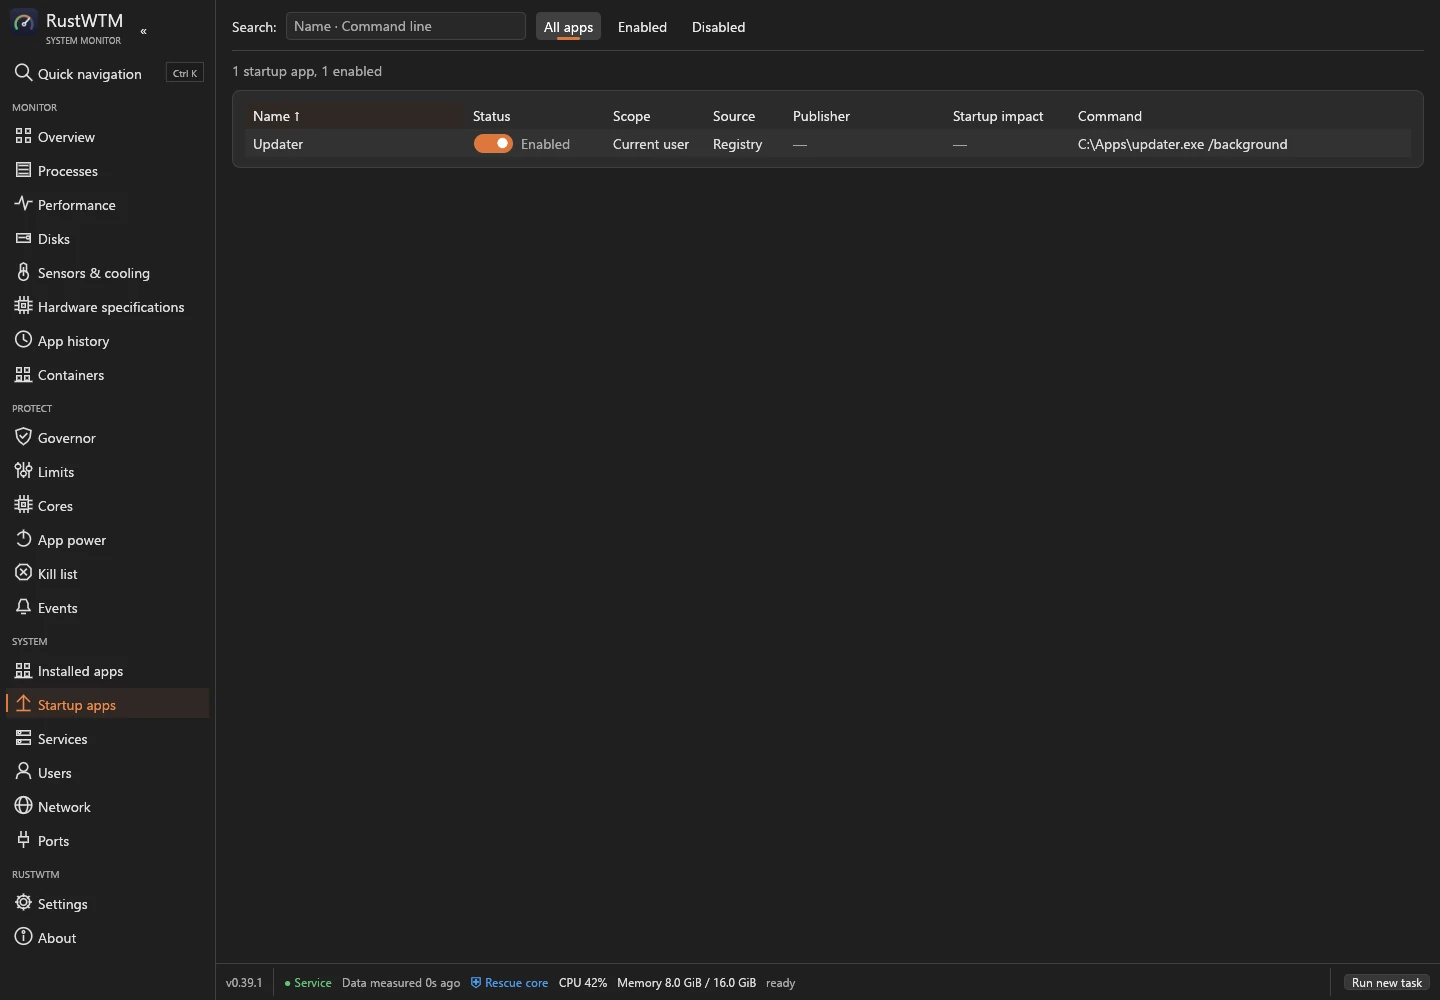 RustWTM
SYSTEM MONITOR
«
Quick navigation Ctrl K
MONITOR
Overview
Processes
Performance
Disks
Sensors & cooling
Hardware specifications
App history
Containers
PROTECT
Governor
Limits
Cores
App power
Kill list
Events
SYSTEM
Installed apps
Startup apps
Services
Users
Network
Ports
RUSTWTM
Settings
About
Search: Name · Command line All apps Enabled Disabled
1 startup app, 1 enabled
Name ↑ Status Scope Source Publisher Startup impact Command
Updater Enabled Current user Registry — — C:\Apps\updater.exe /background
v0.39.1 ● Service Data measured 0s ago Rescue core CPU 42% Memory 8.0 GiB / 16.0 GiB ready Run new task